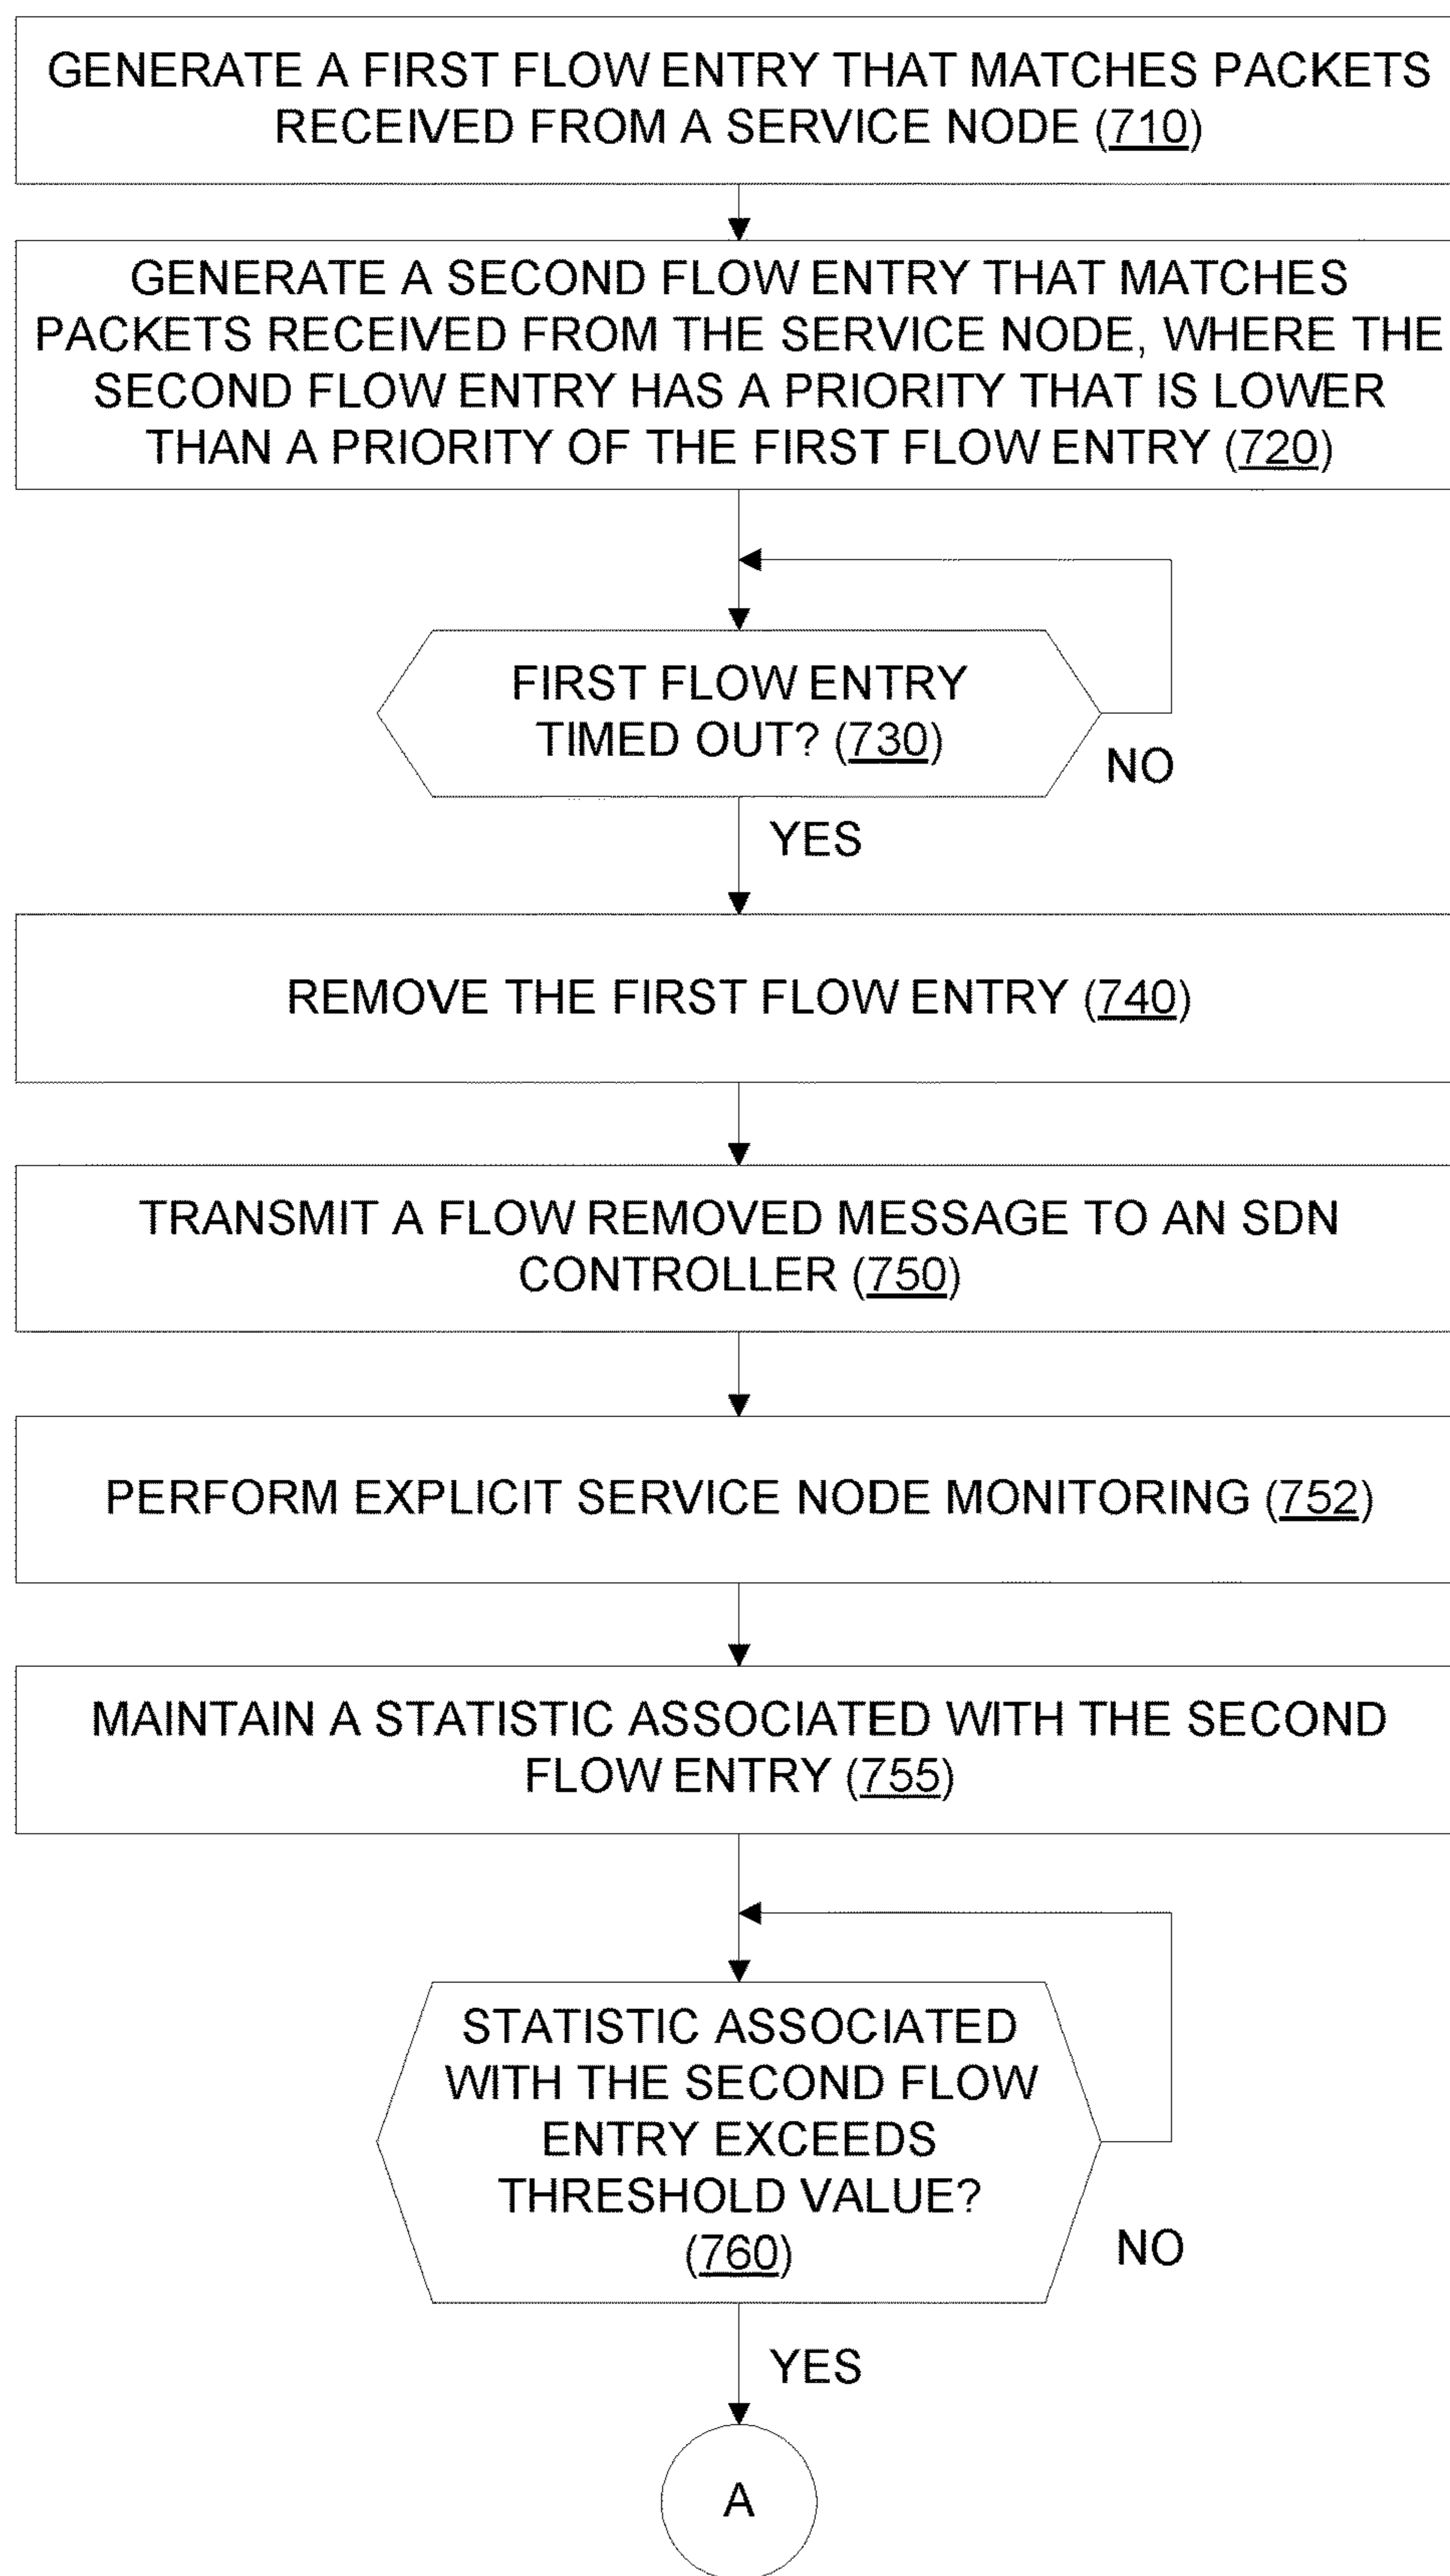 GENERATE A FIRST FLOW ENTRY THAT MATCHES PACKETS
RECEIVED FROM A SERVICE NODE (710)
GENERATE A SECOND FLOW ENTRY THAT MATCHES
PACKETS RECEIVED FROM THE SERVICE NODE, WHERE THE
SECOND FLOW ENTRY HAS A PRIORITY THAT IS LOWER
THAN A PRIORITY OF THE FIRST FLOW ENTRY (720)
FIRST FLOW ENTRY
TIMED OUT? (730)
NO
YES
REMOVE THE FIRST FLOW ENTRY (740)
TRANSMIT A FLOW REMOVED MESSAGE TO AN SDN
CONTROLLER (750)
PERFORM EXPLICIT SERVICE NODE MONITORING (752)
MAINTAIN A STATISTIC ASSOCIATED WITH THE SECOND
FLOW ENTRY (755)
STATISTIC ASSOCIATED
WITH THE SECOND FLOW
ENTRY EXCEEDS
THRESHOLD VALUE?
(760)
NO
YES
A